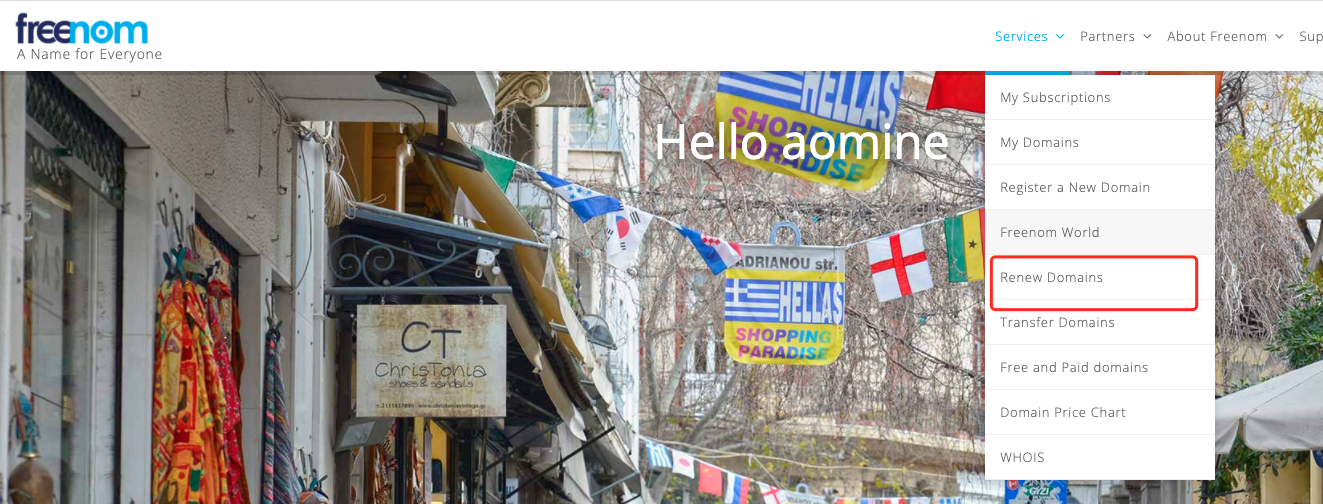 freenom
A Name for Everyone
Services
Partners
About Freenom
Sup
My Subscriptions
My Domains
Register a New Domain
Freenom World
Renew Domains
Transfer Domains
Free and Paid domains
Domain Price Chart
WHOIS
Hello aomine
HELLAS
SHOPPING
PARADISE
ADRIANOU str.
HELLAS
SHOPPING
PARADISE
CT
ChrisTonia
shoes & sandals